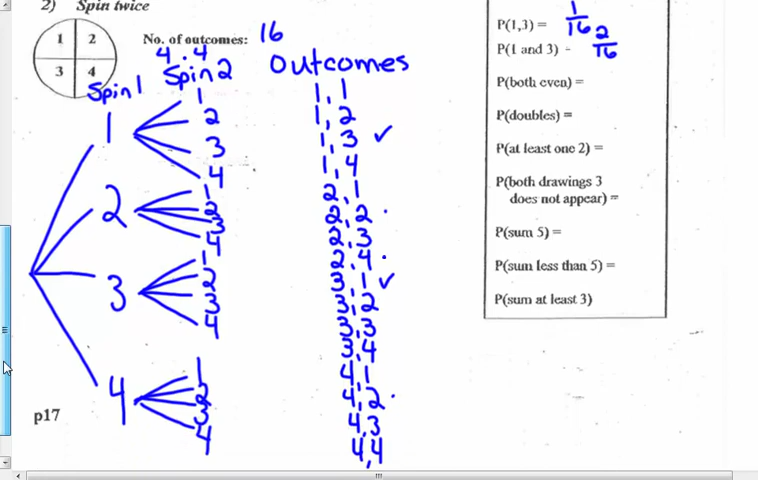 2) Spin twice
1 2
3 4
No. of outcomes: 16
4 . 4
Spin 1 Spin 2 Outcomes
1
2
3
4
1
2
3
4
1
2
3
4
1
2
3
4
1
2
3
4
1, 1
1, 2
1, 3 ✓
1, 4
2, 1
2, 2 .
2, 3
2, 4 .
3, 1 ✓
3, 2
3, 3
3, 4
4, 1
4, 2 .
4, 3
4, 4
p17
P(1,3) = 1/16
P(1 and 3) = 2/16
P(both even) =
P(doubles) =
P(at least one 2) =
P(both drawings 3
does not appear) =
P(sum 5) =
P(sum less than 5) =
P(sum at least 3)